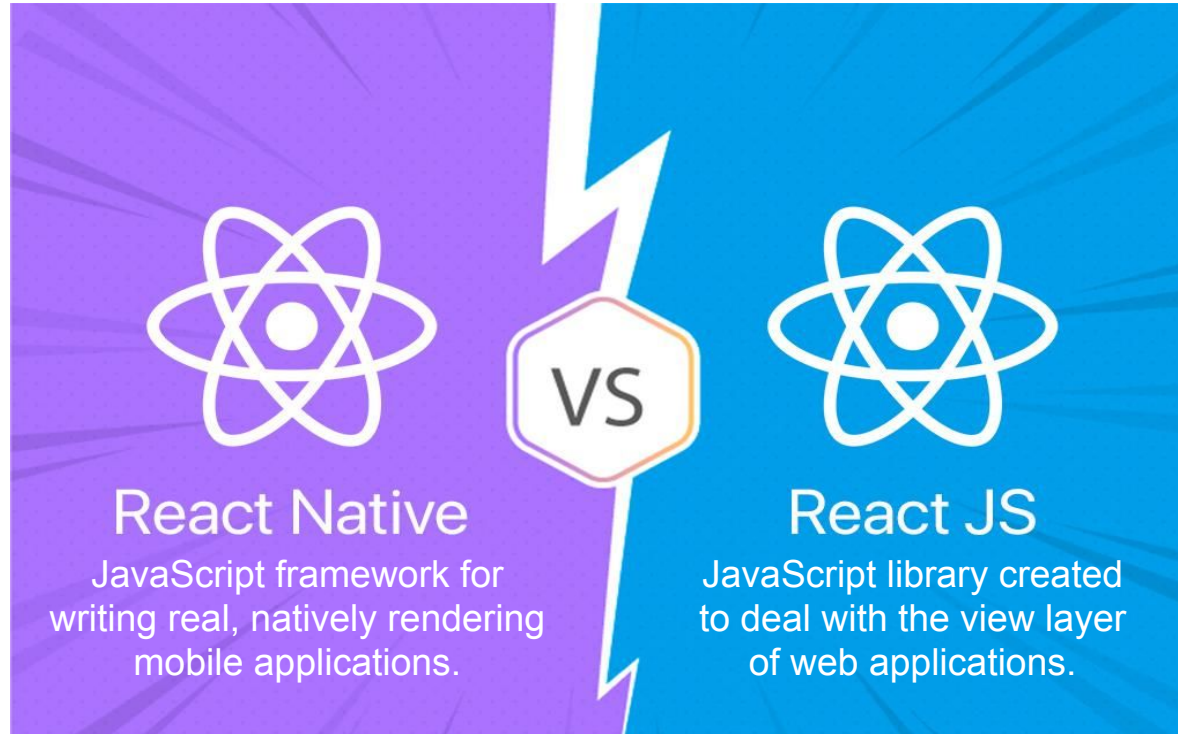 React Native
JavaScript framework for
writing real, natively rendering
mobile applications.
VS
React JS
JavaScript library created
to deal with the view layer
of web applications.